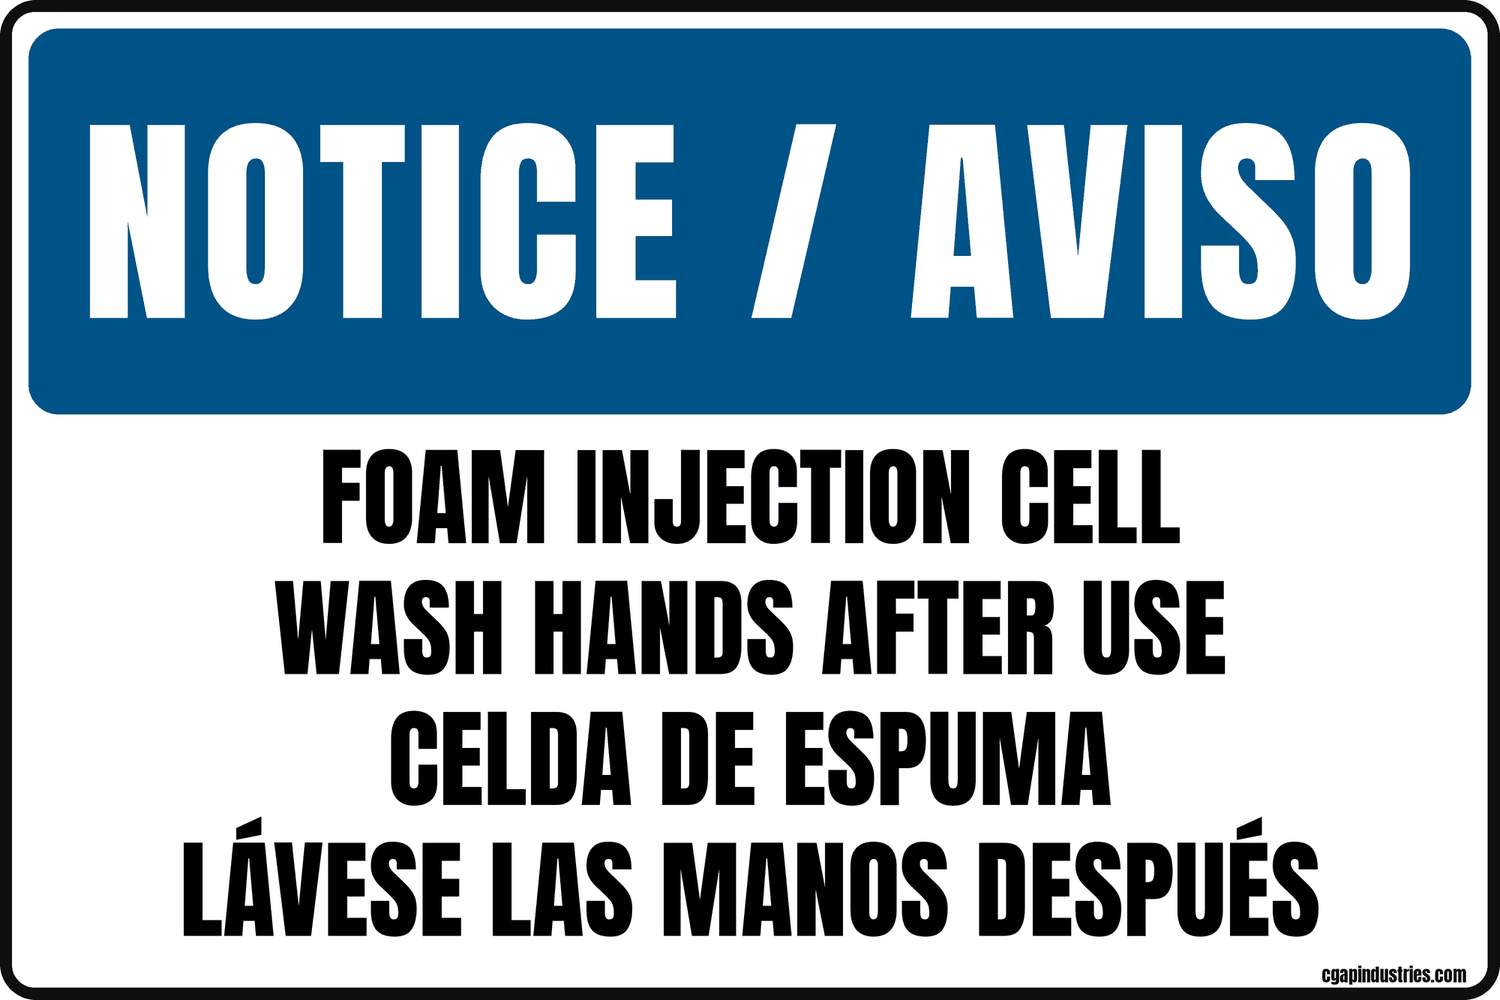 NOTICE / AVISO
FOAM INJECTION CELL
WASH HANDS AFTER USE
CELDA DE ESPUMA
LÁVESE LAS MANOS DESPUÉS
cgapindustries.com